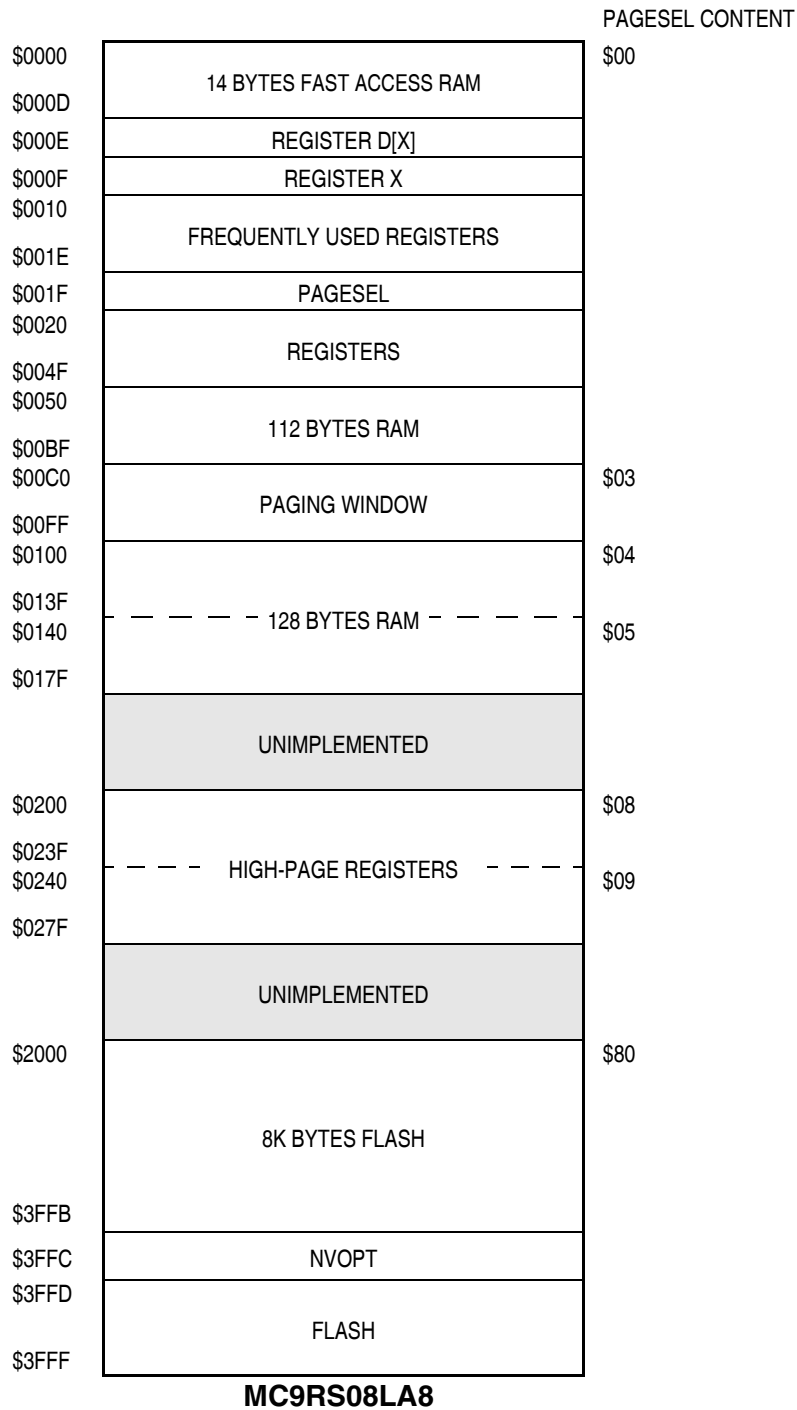 PAGESEL CONTENT
$0000 $00
14 BYTES FAST ACCESS RAM
$000D
$000E REGISTER D[X]
$000F REGISTER X
$0010
FREQUENTLY USED REGISTERS
$001E
$001F PAGESEL
$0020
REGISTERS
$004F
$0050
112 BYTES RAM
$00BF
$00C0 $03
PAGING WINDOW
$00FF
$0100 $04
$013F
128 BYTES RAM
$0140 $05
$017F
UNIMPLEMENTED
$0200 $08
$023F
HIGH-PAGE REGISTERS
$0240 $09
$027F
UNIMPLEMENTED
$2000 $80
8K BYTES FLASH
$3FFB
$3FFC NVOPT
$3FFD
FLASH
$3FFF
MC9RS08LA8